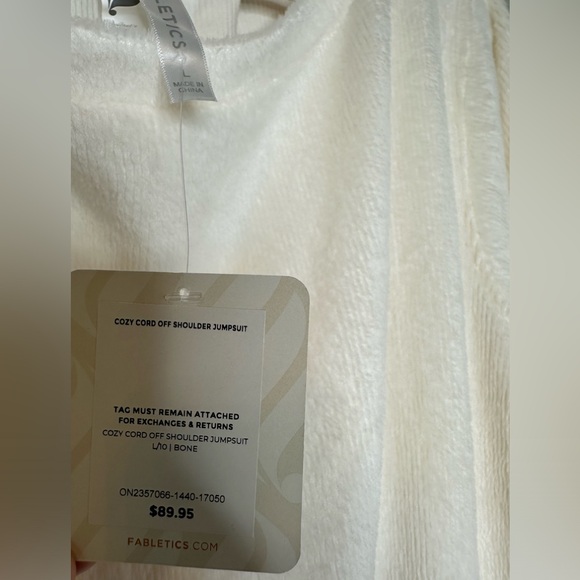 FABLETICS
L
MADE IN
CHINA
COZY CORD OFF SHOULDER JUMPSUIT
TAG MUST REMAIN ATTACHED
FOR EXCHANGES & RETURNS
COZY CORD OFF SHOULDER JUMPSUIT
L/10 | BONE
ON2357066-1440-17050
$89.95
FABLETICS.COM